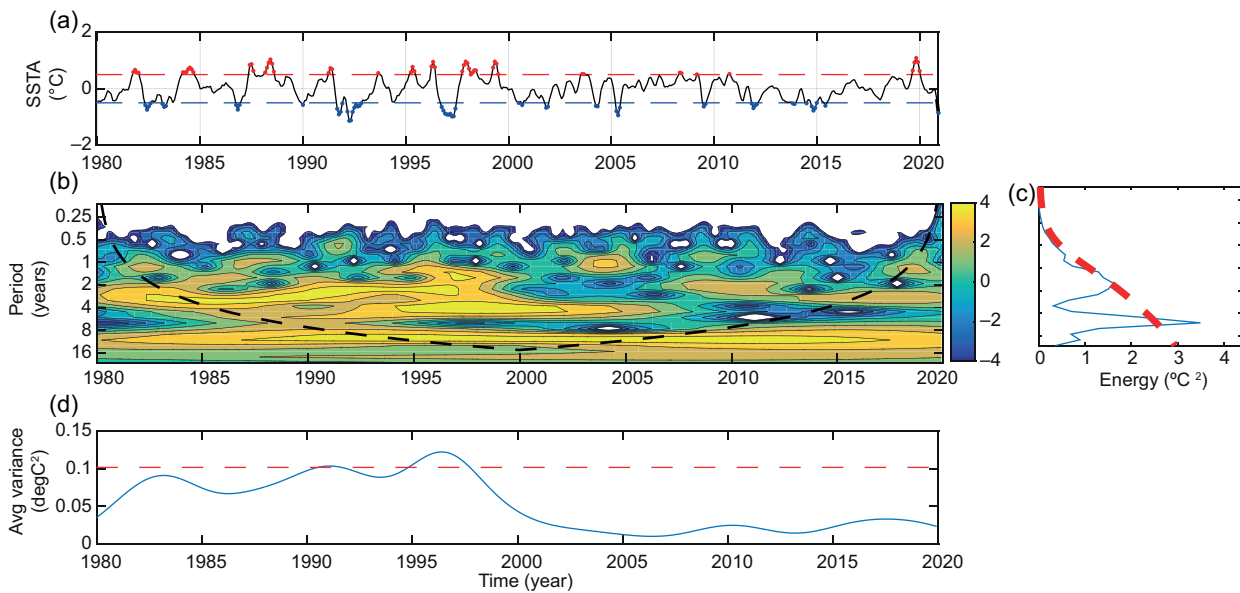 (a)
2
0
−2
SSTA
(°C)
1980 1985 1990 1995 2000 2005 2010 2015 2020
(b)
0.25
0.5
1
2
4
8
16
Period
(years)
1980 1985 1990 1995 2000 2005 2010 2015 2020
4
2
0
−2
−4
(c)
0 1 2 3 4
Energy (ºC ²)
(d)
0.15
0.1
0.05
0
Avg variance
(degC²)
1980 1985 1990 1995 2000 2005 2010 2015 2020
Time (year)